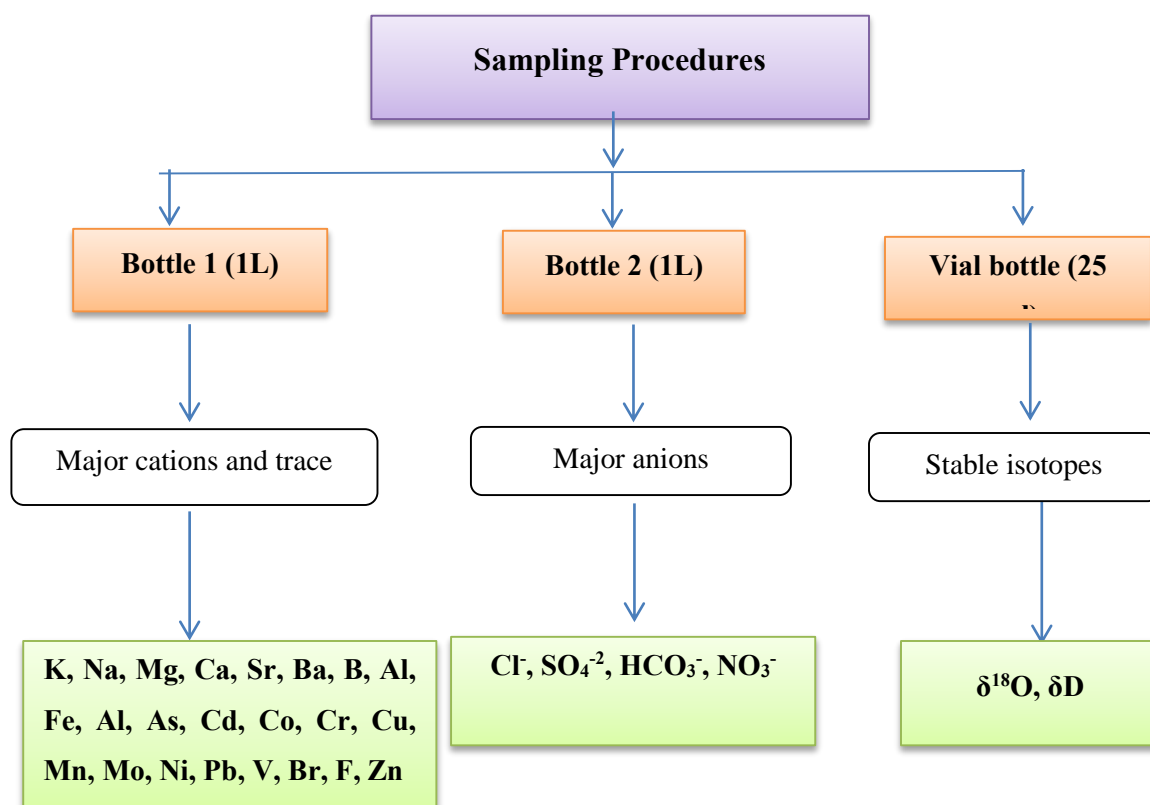 Sampling Procedures
Bottle 1 (1L)
Bottle 2 (1L)
Vial bottle (25
Major cations and trace
Major anions
Stable isotopes
K, Na, Mg, Ca, Sr, Ba, B, Al,
Fe, Al, As, Cd, Co, Cr, Cu,
Mn, Mo, Ni, Pb, V, Br, F, Zn
Cl⁻, SO₄⁻², HCO₃⁻, NO₃⁻
δ¹⁸O, δD